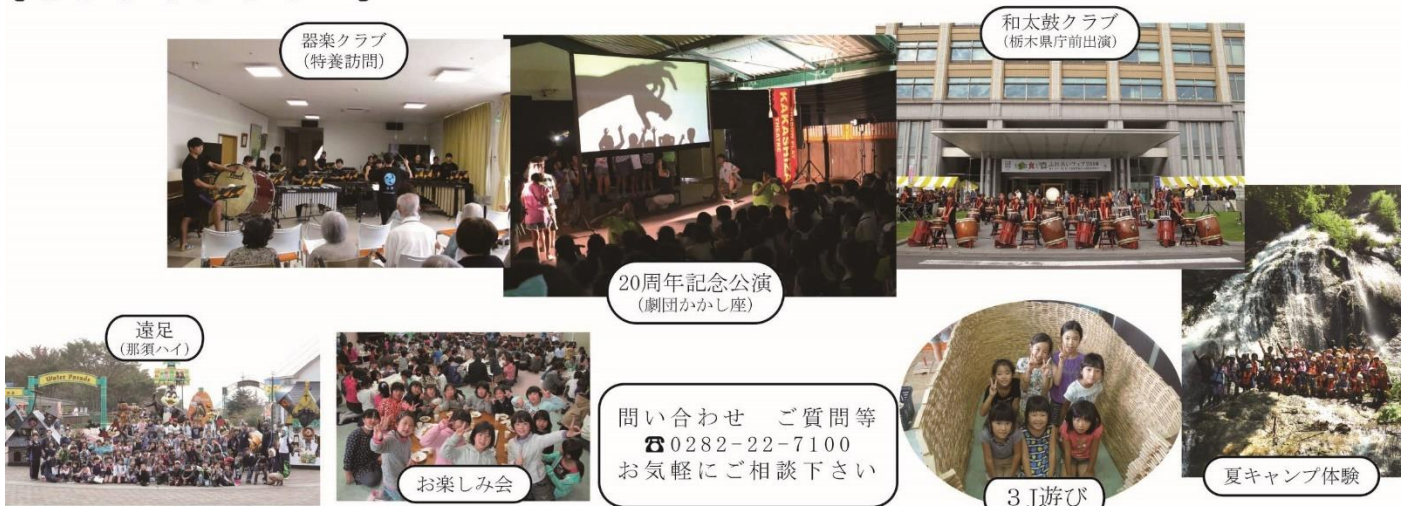 器楽クラブ
(特養訪問)
和太鼓クラブ
(栃木県庁前出演)
KAKASHIZA
THEATRE
20周年記念公演
(劇団かかし座)
遠足
(那須ハイ)
Water Parade
お楽しみ会
問い合わせ ご質問等
☎0282-22-7100
お気軽にご相談下さい
3J遊び
夏キャンプ体験